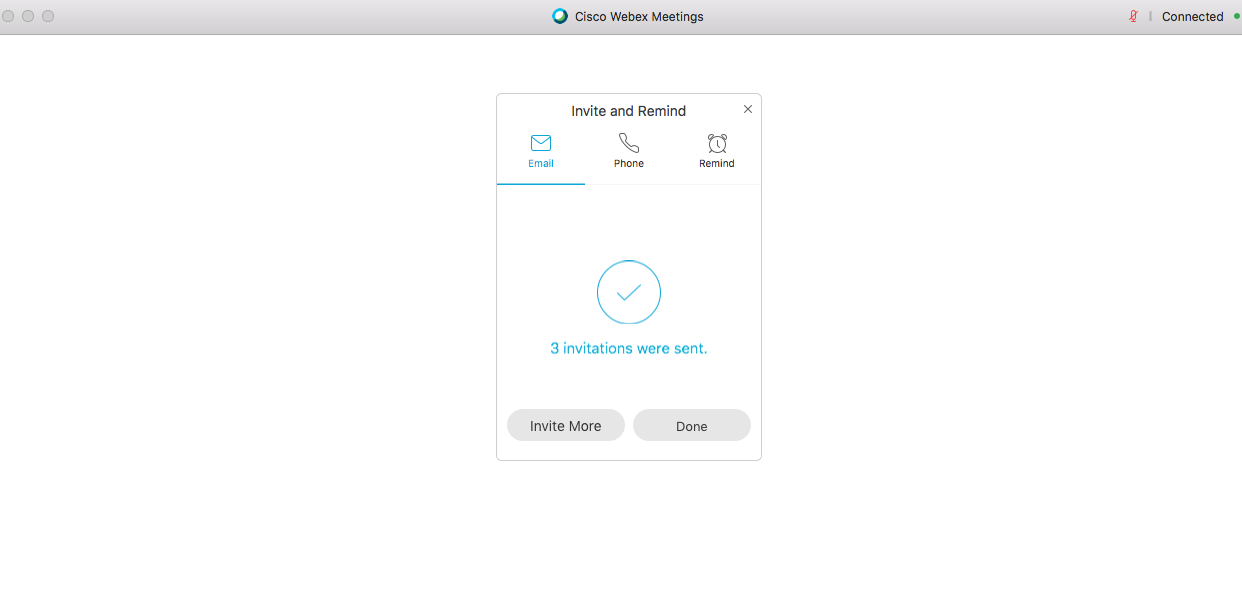 Cisco Webex Meetings
Connected
Invite and Remind
Email
Phone
Remind
3 invitations were sent.
Invite More
Done